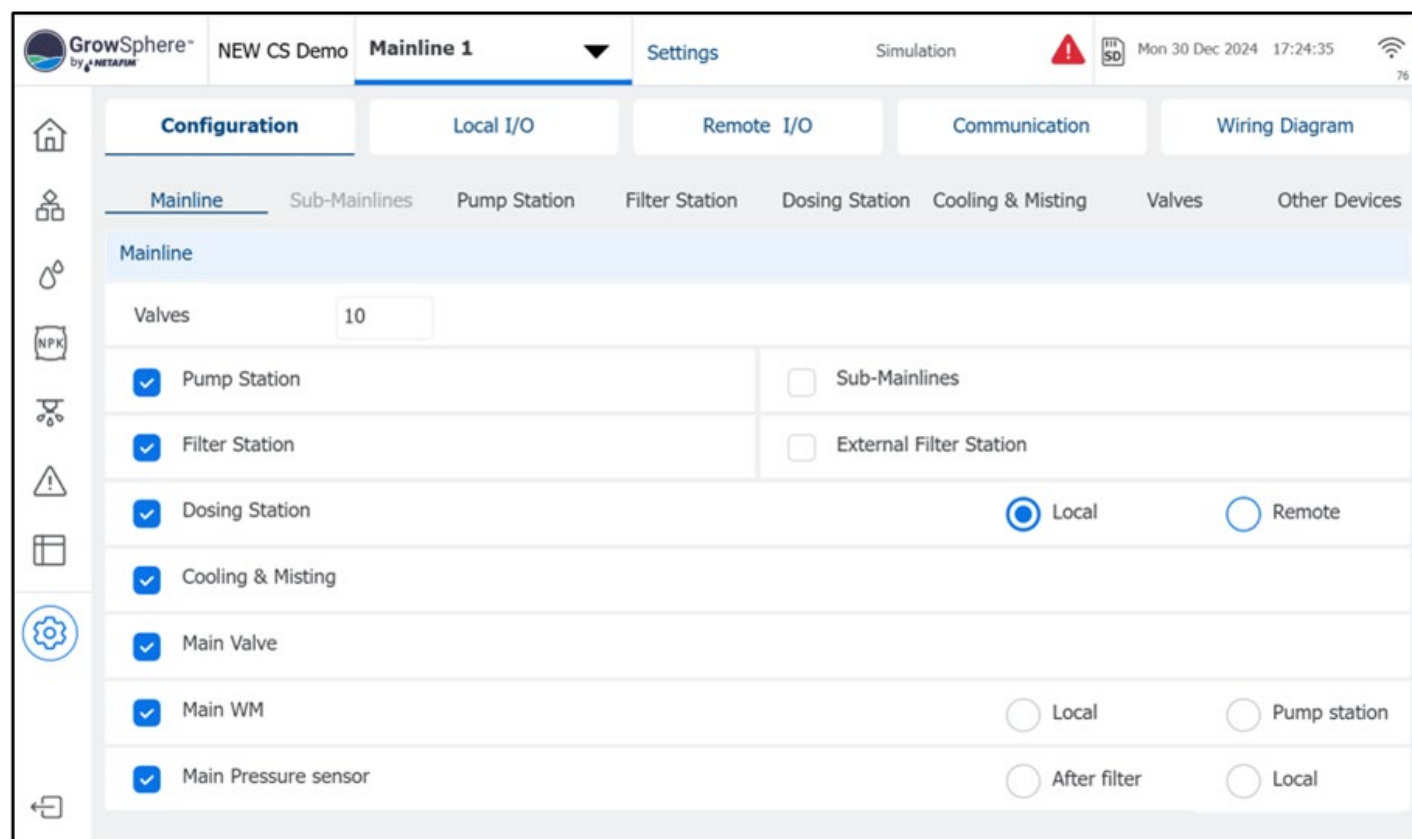 GrowSphere™ NEW CS Demo Mainline 1 Settings Simulation SD Mon 30 Dec 2024 17:24:35
by NETAFIM 76
Configuration Local I/O Remote I/O Communication Wiring Diagram
Mainline Sub-Mainlines Pump Station Filter Station Dosing Station Cooling & Misting Valves Other Devices
Mainline
Valves 10
NPK
Pump Station Sub-Mainlines
Filter Station External Filter Station
Dosing Station Local Remote
Cooling & Misting
Main Valve
Main WM Local Pump station
Main Pressure sensor After filter Local